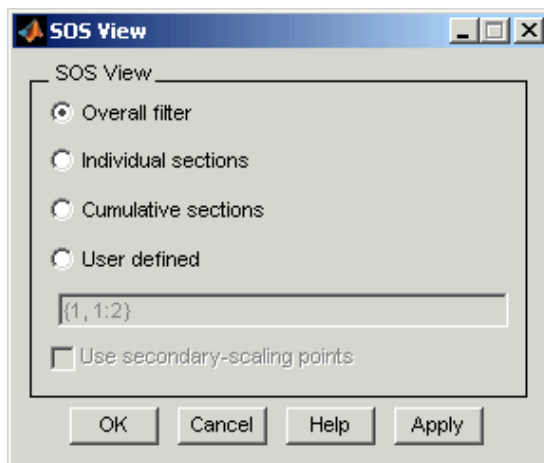 SOS View
SOS View
Overall filter
Individual sections
Cumulative sections
User defined
{1, 1:2}
Use secondary-scaling points
OK Cancel Help Apply